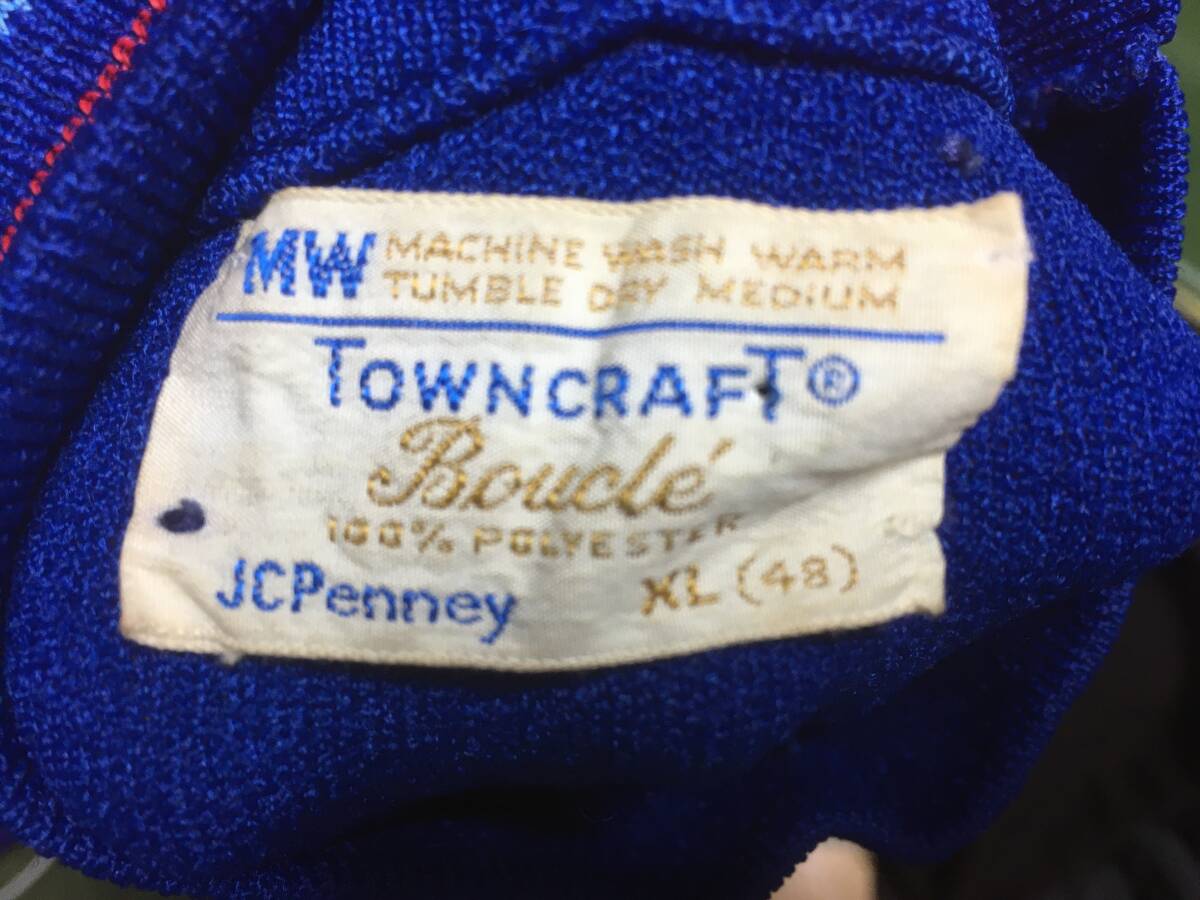 MW MACHINE WASH WARM
TUMBLE DRY MEDIUM
TOWNCRAFT®
Bouclé
100% POLYESTER
JCPenney XL (48)